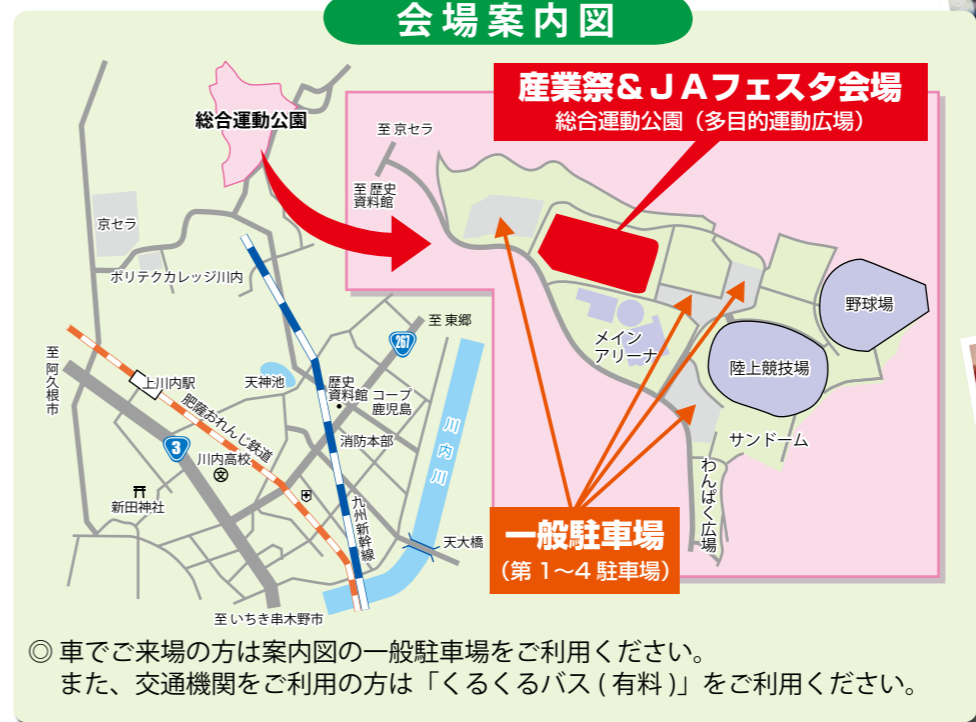 会場案内図
総合運動公園
産業祭&JAフェスタ会場
総合運動公園（多目的運動広場）
至 京セラ
至 歴史
資料館
京セラ
ポリテクカレッジ川内
野球場
メイン
アリーナ
陸上競技場
サンドーム
わんぱく広場
一般駐車場
（第1～4駐車場）
至 東郷
267
至 阿久根市
上川内駅
天神池
歴史
資料館
コープ
鹿児島
肥薩おれんじ鉄道
消防本部
川内川
3
川内高校
文
新田神社
九州新幹線
天大橋
至 いちき串木野市
◎ 車でご来場の方は案内図の一般駐車場をご利用ください。
また、交通機関をご利用の方は「くるくるバス(有料)」をご利用ください。